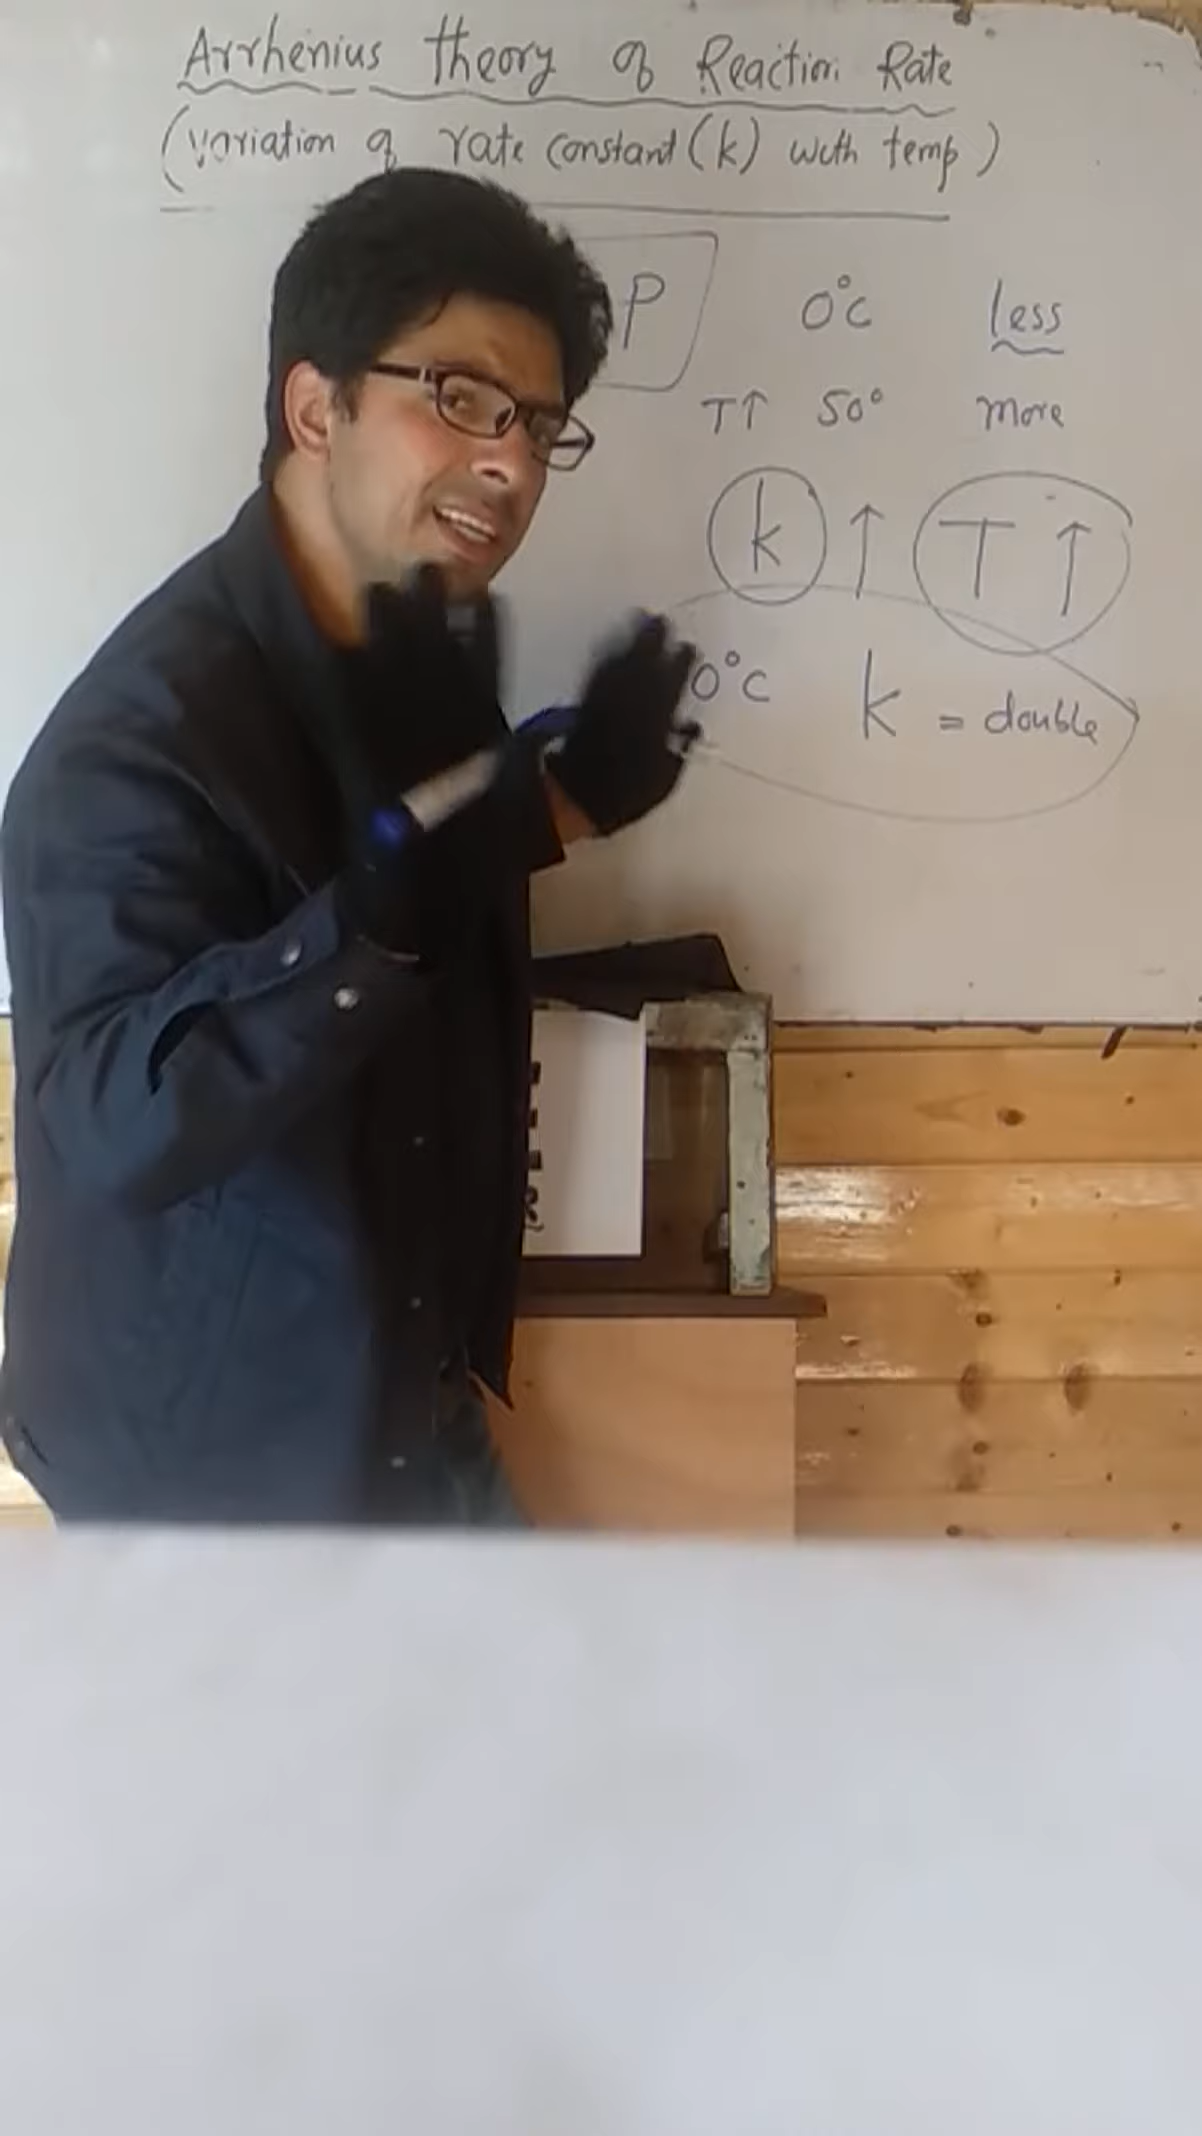 Arrhenius theory of Reaction Rate
(variation of rate constant (k) with temp)
P 0°c less
T↑ 50° more
k ↑ T ↑
0°c k = double